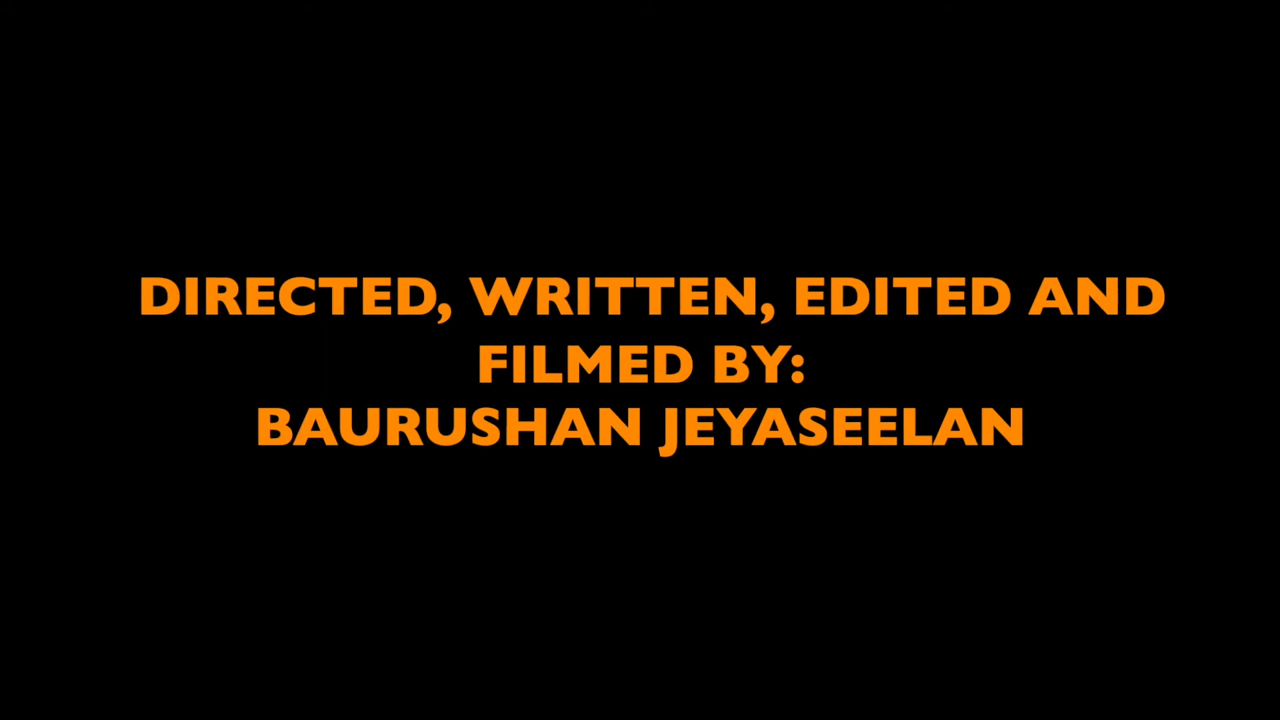 DIRECTED, WRITTEN, EDITED AND
FILMED BY:
BAURUSHAN JEYASEELAN